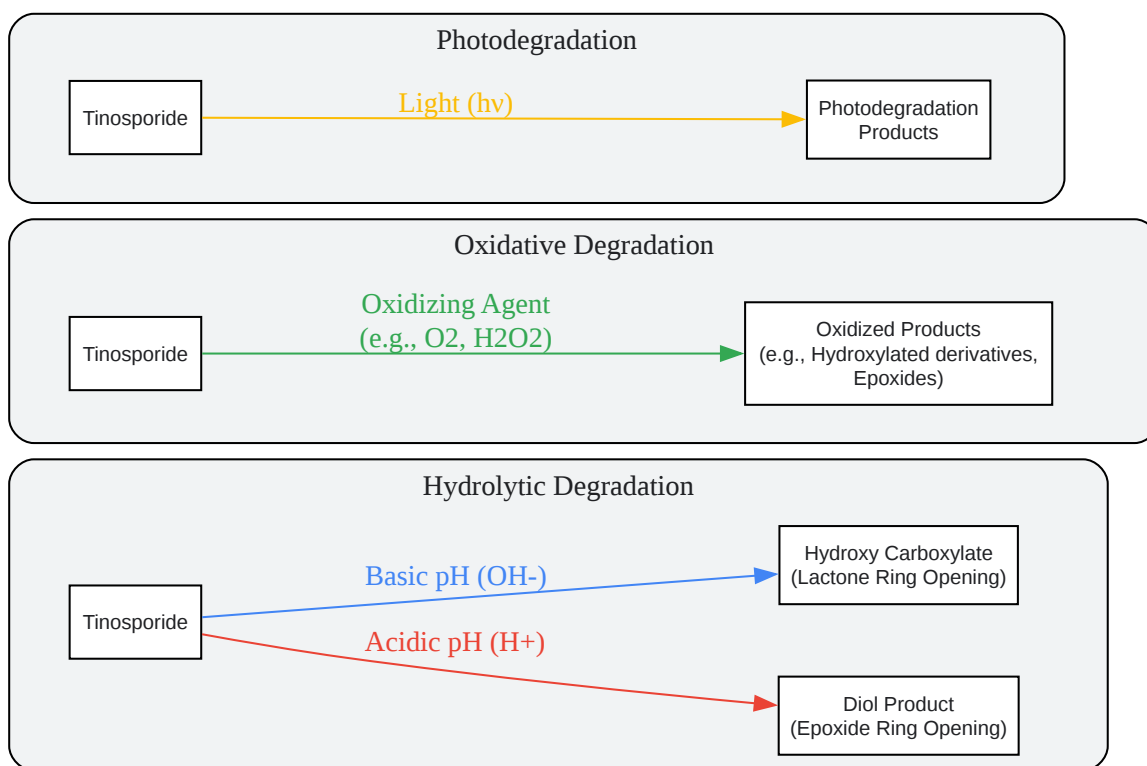 Photodegradation
Tinosporide
Light (hν)
Photodegradation
Products
Oxidative Degradation
Tinosporide
Oxidizing Agent
(e.g., O2, H2O2)
Oxidized Products
(e.g., Hydroxylated derivatives,
Epoxides)
Hydrolytic Degradation
Tinosporide
Basic pH (OH-)
Hydroxy Carboxylate
(Lactone Ring Opening)
Acidic pH (H+)
Diol Product
(Epoxide Ring Opening)